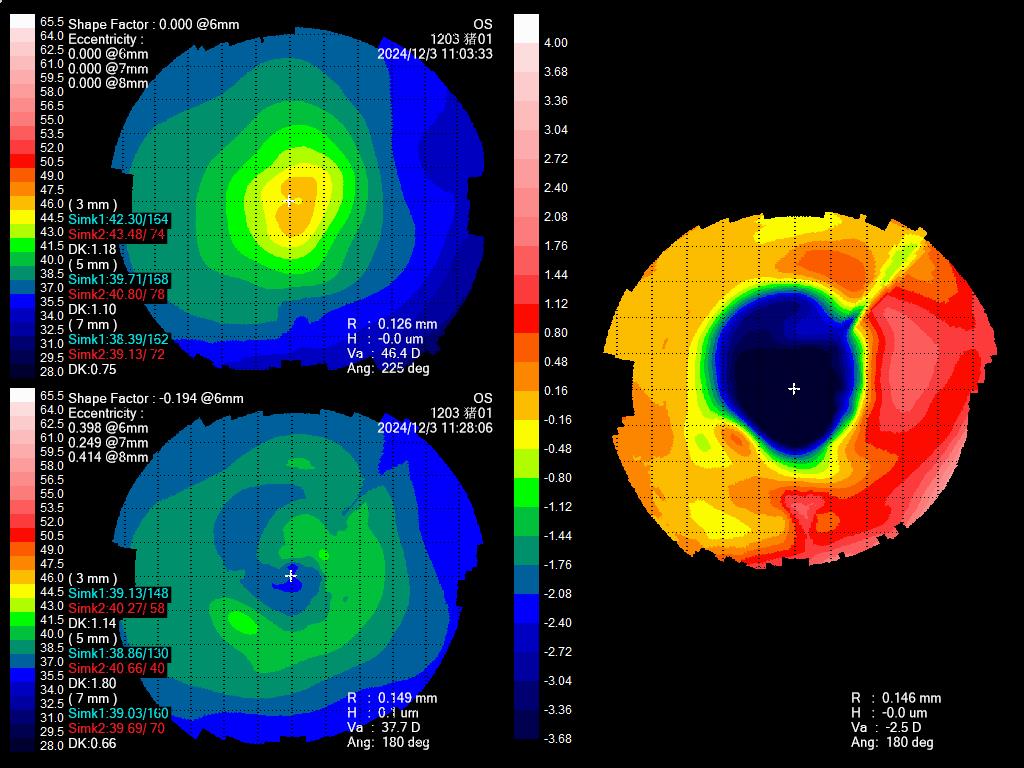 65.5
64.0
62.5
61.0
59.5
58.0
56.5
55.0
53.5
52.0
50.5
49.0
47.5
46.0
44.5
43.0
41.5
40.0
38.5
37.0
35.5
34.0
32.5
31.0
29.5
28.0
Shape Factor : 0.000 @6mm
Eccentricity :
0.000 @6mm
0.000 @7mm
0.000 @8mm
OS
1203 猪01
2024/12/3 11:03:33
( 3 mm )
Simk1:42.30/164
Simk2:43.48/ 74
DK:1.18
( 5 mm )
Simk1:39.71/168
Simk2:40.80/ 78
DK:1.10
( 7 mm )
Simk1:38.39/162
Simk2:39.13/ 72
DK:0.75
R : 0.126 mm
H : -0.0 um
Va : 46.4 D
Ang: 225 deg
65.5
64.0
62.5
61.0
59.5
58.0
56.5
55.0
53.5
52.0
50.5
49.0
47.5
46.0
44.5
43.0
41.5
40.0
38.5
37.0
35.5
34.0
32.5
31.0
29.5
28.0
Shape Factor : -0.194 @6mm
Eccentricity :
0.398 @6mm
0.249 @7mm
0.414 @8mm
OS
1203 猪01
2024/12/3 11:28:06
( 3 mm )
Simk1:39.13/148
Simk2:40.27/ 58
DK:1.14
( 5 mm )
Simk1:38.86/130
Simk2:40.66/ 40
DK:1.80
( 7 mm )
Simk1:39.03/160
Simk2:39.69/ 70
DK:0.66
R : 0.149 mm
H : 0.1 um
Va : 37.7 D
Ang: 180 deg
4.00
3.68
3.36
3.04
2.72
2.40
2.08
1.76
1.44
1.12
0.80
0.48
0.16
-0.16
-0.48
-0.80
-1.12
-1.44
-1.76
-2.08
-2.40
-2.72
-3.04
-3.36
-3.68
R : 0.146 mm
H : -0.0 um
Va : -2.5 D
Ang: 180 deg